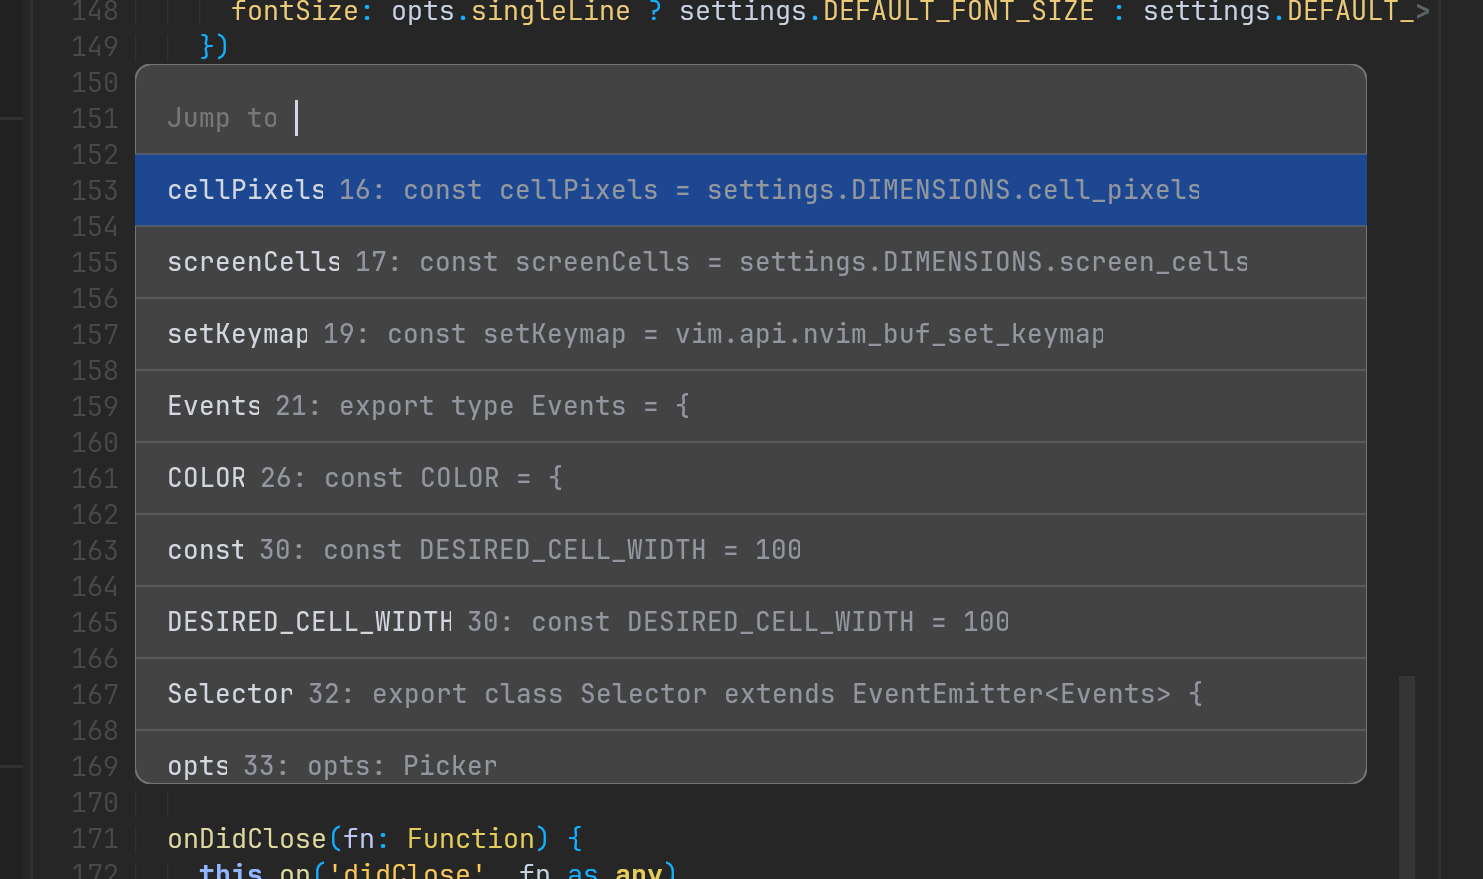 148 fontSize: opts.singleLine ? settings.DEFAULT_FONT_SIZE : settings.DEFAULT_>
149 })
150
151 Jump to
152
153 cellPixels 16: const cellPixels = settings.DIMENSIONS.cell_pixels
154
155 screenCells 17: const screenCells = settings.DIMENSIONS.screen_cells
156
157 setKeymap 19: const setKeymap = vim.api.nvim_buf_set_keymap
158
159 Events 21: export type Events = {
160
161 COLOR 26: const COLOR = {
162
163 const 30: const DESIRED_CELL_WIDTH = 100
164
165 DESIRED_CELL_WIDTH 30: const DESIRED_CELL_WIDTH = 100
166
167 Selector 32: export class Selector extends EventEmitter<Events> {
168
169 opts 33: opts: Picker
170
171 onDidClose(fn: Function) {
172 this.on('didClose', fn as any)